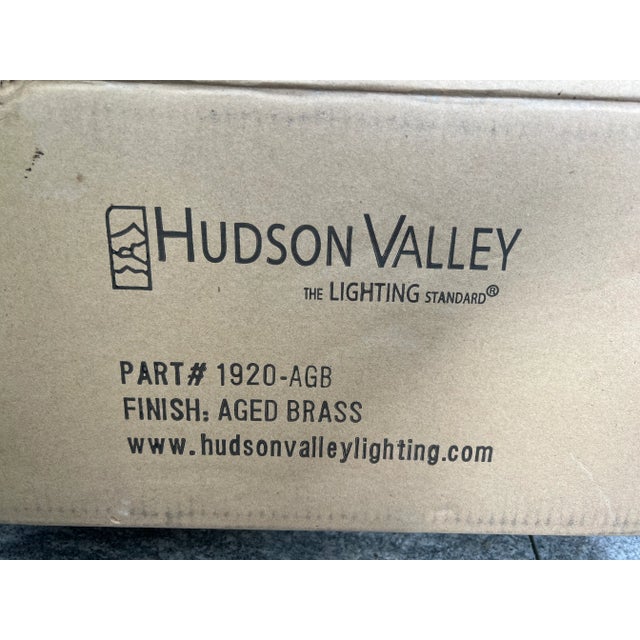 HUDSON VALLEY
THE LIGHTING STANDARD®
PART# 1920-AGB
FINISH: AGED BRASS
www.hudsonvalleylighting.com